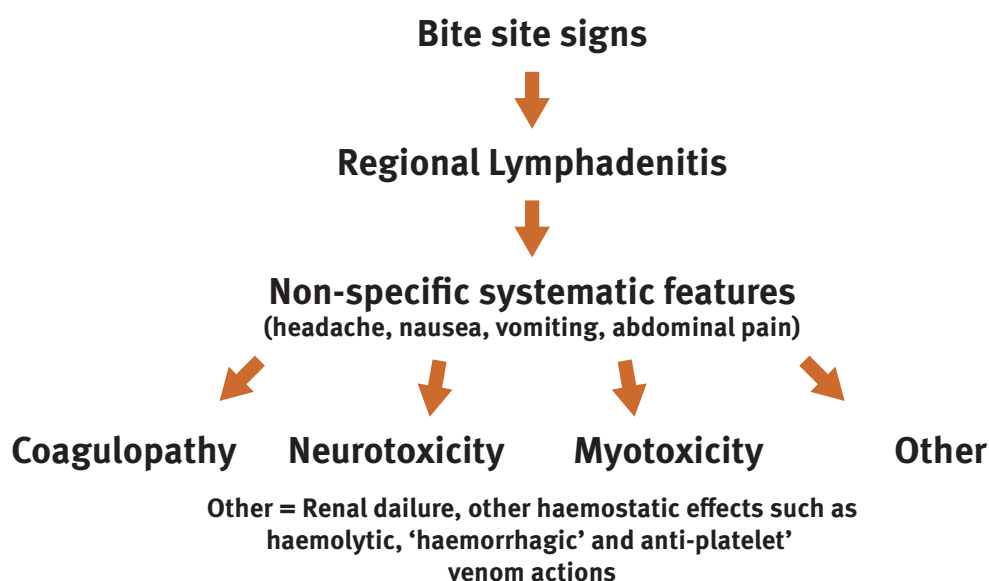 Bite site signs
Regional Lymphadenitis
Non-specific systematic features
(headache, nausea, vomiting, abdominal pain)
Coagulopathy Neurotoxicity Myotoxicity Other
Other = Renal dailure, other haemostatic effects such as
haemolytic, ‘haemorrhagic’ and anti-platelet’
venom actions